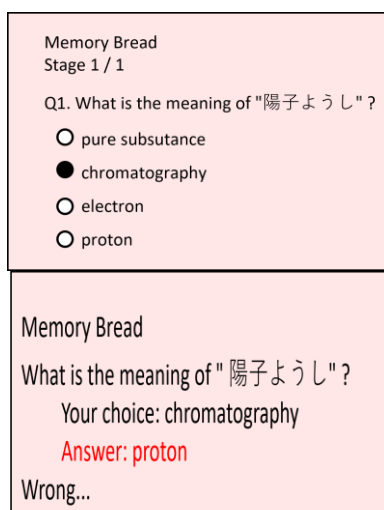 Memory Bread
Stage 1 / 1
Q1. What is the meaning of "陽子ようし" ?
pure subsutance
chromatography
electron
proton
Memory Bread
What is the meaning of " 陽子ようし" ?
Your choice: chromatography
Answer: proton
Wrong...